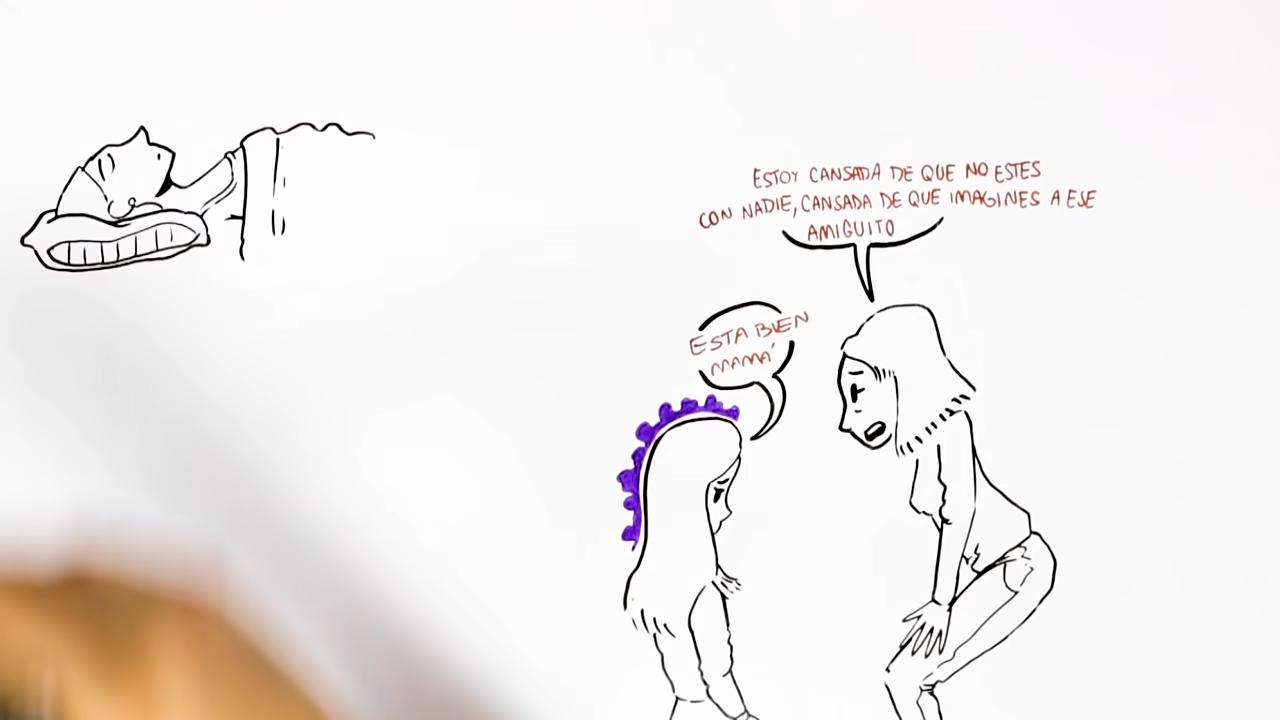 ESTOY CANSADA DE QUE NO ESTES
CON NADIE, CANSADA DE QUE IMAGINES A ESE
AMIGUITO
ESTA BIEN
MAMÁ